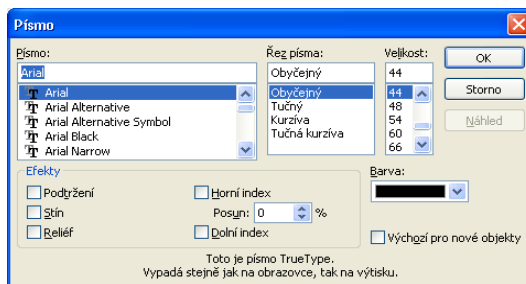 Písmo
Písmo:
Řez písma:
Velikost:
Arial
Obyčejný
44
OK
Arial
Arial Alternative
Arial Alternative Symbol
Arial Black
Arial Narrow
Obyčejný
Tučný
Kurzíva
Tučná kurzíva
44
48
54
60
66
Storno
Náhled
Efekty
Podtržení
Stín
Reliéf
Horní index
Posun: 0 %
Dolní index
Barva:
Výchozí pro nové objekty
Toto je písmo TrueType.
Vypadá stejně jak na obrazovce, tak na výtisku.